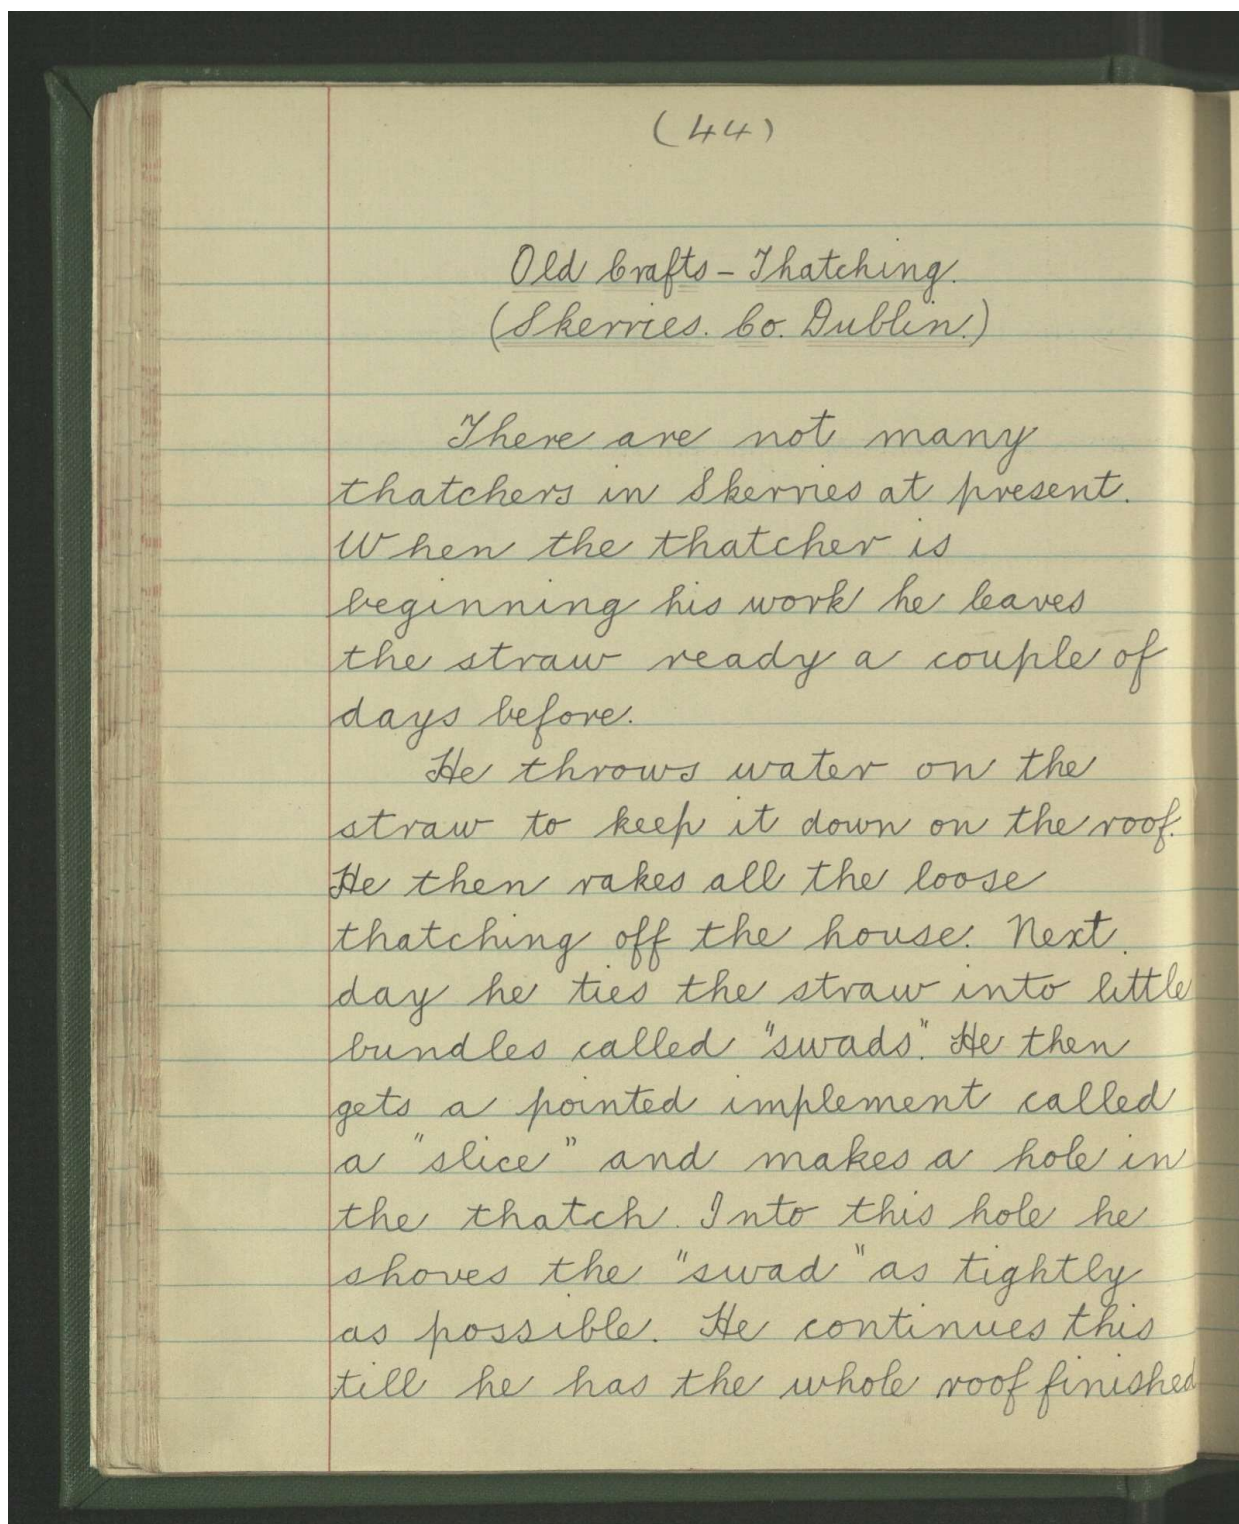 (44)
Old Crafts - Thatching.
(Skerries. Co. Dublin.)
There are not many
thatchers in Skerries at present.
When the thatcher is
beginning his work he leaves
the straw ready a couple of
days before.
He throws water on the
straw to keep it down on the roof.
He then rakes all the loose
thatching off the house. Next
day he ties the straw into little
bundles called "swads". He then
gets a pointed implement called
a "slice" and makes a hole in
the thatch. Into this hole he
shoves the "swad" as tightly
as possible. He continues this
till he has the whole roof finished